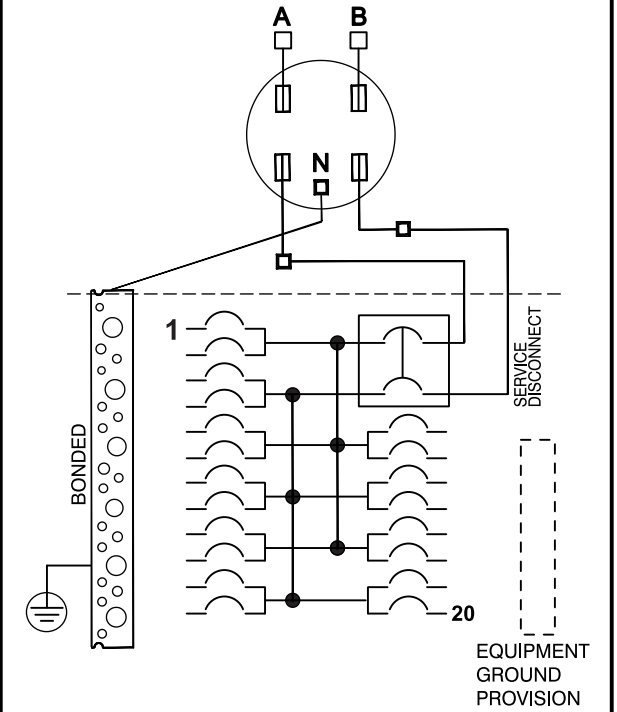 A B
N
1
SERVICE
DISCONNECT
BONDED
20
EQUIPMENT
GROUND
PROVISION